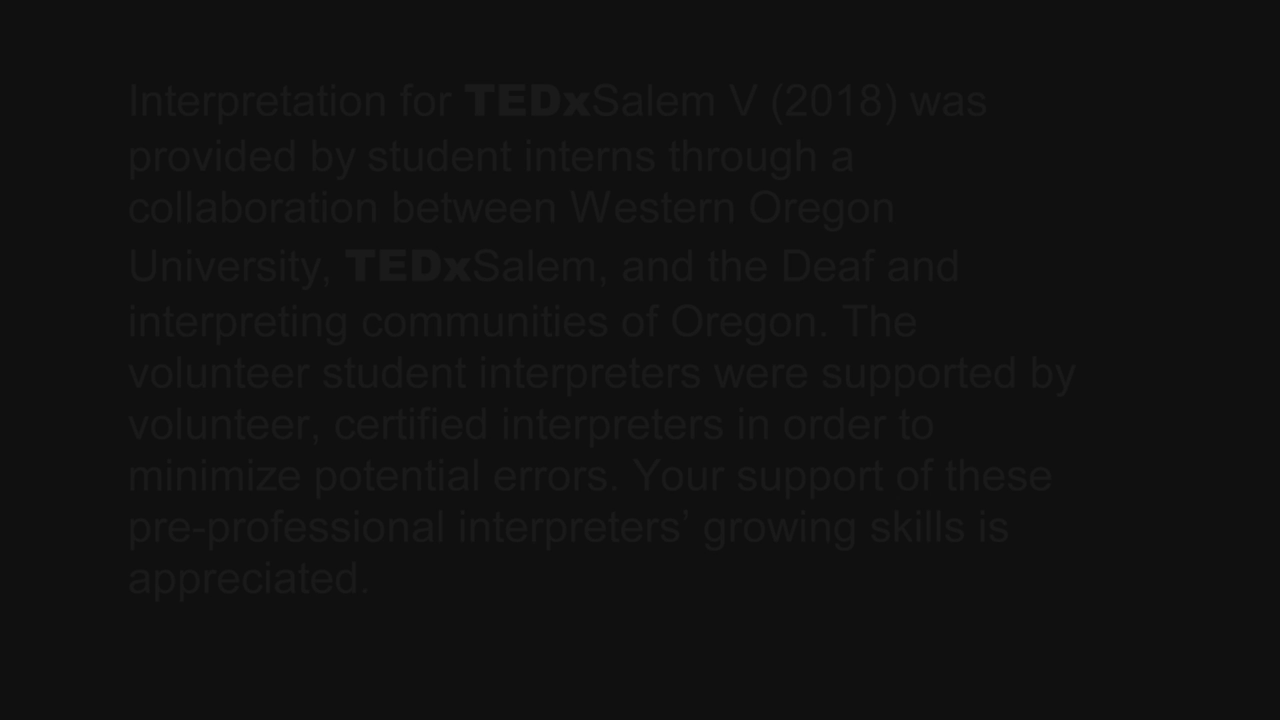 Interpretation for TEDxSalem V (2018) was
provided by student interns through a
collaboration between Western Oregon
University, TEDxSalem, and the Deaf and
interpreting communities of Oregon. The
volunteer student interpreters were supported by
volunteer, certified interpreters in order to
minimize potential errors. Your support of these
pre-professional interpreters’ growing skills is
appreciated.